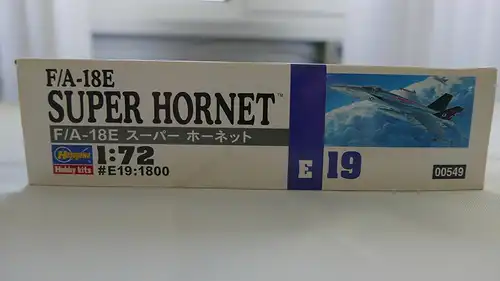 F/A-18E
SUPER HORNET™
F/A-18E スーパー ホーネット
Hasegawa
Hobby kits
1:72
#E19:1800
E
19
00549